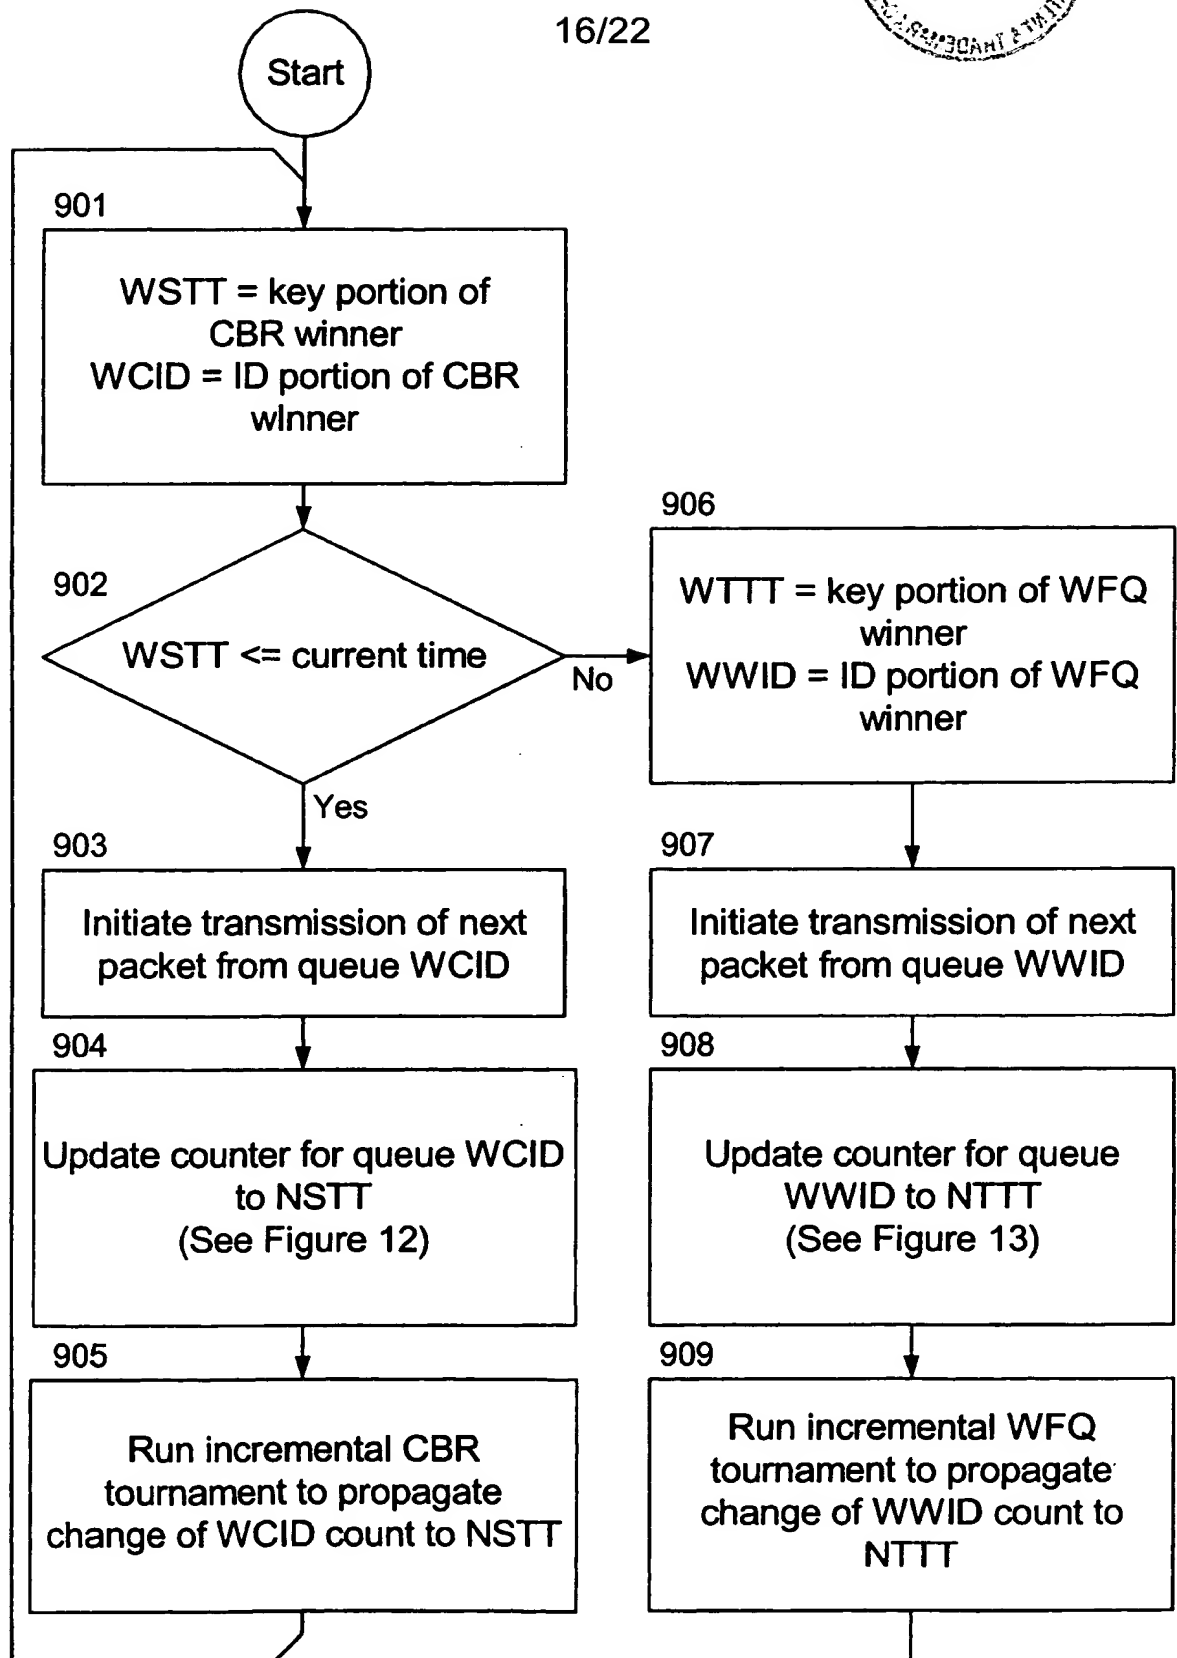 16/22
Start
901
WSTT = key portion of
CBR winner
WCID = ID portion of CBR
winner
902
WSTT <= current time
No
Yes
906
WTTT = key portion of WFQ
winner
WWID = ID portion of WFQ
winner
903
Initiate transmission of next
packet from queue WCID
907
Initiate transmission of next
packet from queue WWID
904
Update counter for queue WCID
to NSTT
(See Figure 12)
908
Update counter for queue
WWID to NTTT
(See Figure 13)
905
Run incremental CBR
tournament to propagate
change of WCID count to NSTT
909
Run incremental WFQ
tournament to propagate
change of WWID count to
NTTT